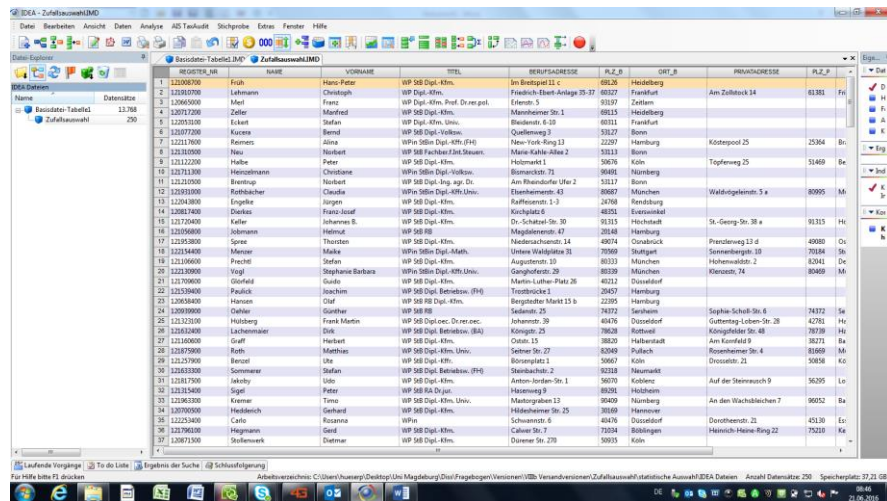 IDEA - Zufallsauswahl.IMD
Datei Bearbeiten Ansicht Daten Analyse AIS TaxAudit Stichprobe Extras Fenster Hilfe
Datei-Explorer
Basisdatei-Tabelle1.IMD Zufallsauswahl.IMD
IDEA Dateien
Name Datensätze
Basisdatei-Tabelle1 13.768
Zufallsauswahl 250
REGISTER_NR NAME VORNAME TITEL BERUFSADRESSE PLZ_B ORT_B PRIVATADRESSE PLZ_P
1 121008700 Früh Hans-Peter WP StB Dipl.-Kfm. Im Breitspiel 11 c 69126 Heidelberg
2 121910700 Lehmann Christoph WP Dipl.-Kfm. Friedrich-Ebert-Anlage 35-37 60327 Frankfurt Am Zollstock 14 61381
3 120665000 Merl Franz WP Dipl.-Kfm. Prof. Dr.rer.pol. Erlenstr. 5 93197 Zeitlarn
4 120717200 Zeller Manfred WP StB Dipl.-Kfm. Mannheimer Str. 1 69115 Heidelberg
5 122053100 Eckert Stefan WP Dipl.-Kfm. Univ. Bleidenstr. 6-10 60311 Frankfurt
6 121077200 Kucera Bernd WP StB Dipl.-Volksw. Quellenweg 3 53127 Bonn
7 122117600 Reimers Alina WPin StBin Dipl.-Kffr.(FH) New-York-Ring 13 22297 Hamburg Kösterpool 25 25364
8 121310500 Neu Norbert WP StB Fachber.f.Int.Steuerr. Marie-Kahle-Allee 2 53113 Bonn
9 121122200 Halbe Peter WP StB Dipl.-Kfm. Holzmarkt 1 50676 Köln Töpferweg 25 51469
10 121711300 Heinzelmann Christiane WPin StBin Dipl.-Volksw. Bismarckstr. 71 90491 Nürnberg
11 121210500 Brentrup Norbert WP StB Dipl.-Ing. agr. Dr. Am Rheindorfer Ufer 2 53117 Bonn
12 121931000 Rothbächer Claudia WPin StBin Dipl.-Kffr.Univ. Elsenheimerstr. 43 80687 München Waldvögeleinstr. 5 a 80995
13 122043800 Engelke Jürgen WP StB Dipl.-Kfm. Raiffeisenstr. 1-3 24768 Rendsburg
14 120817400 Dierkes Franz-Josef WP StB Dipl.-Kfm. Kirchplatz 6 48351 Everswinkel
15 121720400 Keller Johannes B. WP StB Dipl.-Kfm. Dr.-Schätzel-Str. 30 91315 Höchstadt St.-Georg-Str. 38 a 91315
16 121056800 Jobmann Helmut WP StB RB Magdalenenstr. 47 20148 Hamburg
17 121953800 Spree Thorsten WP StB Dipl.-Kfm. Niedersachsenstr. 14 49074 Osnabrück Prenzlerweg 13 d 49080
18 122154400 Menzer Maike WPin StBin Dipl.-Math. Untere Waldplätze 31 70569 Stuttgart Sonnenbergstr. 10 70184
19 121106600 Prechtl Stefan WP StB Dipl.-Kfm. Augustenstr. 10 80333 München Hohenwaldstr. 2 82041
20 122130900 Vogl Stephanie Barbara WPin StBin Dipl.-Kffr.Univ. Ganghoferstr. 29 80339 München Klenzestr, 74 80469
21 121709600 Glörfeld Guido WP StB Dipl.-Kfm. Martin-Luther-Platz 26 40212 Düsseldorf
22 121539400 Paulick Joachim WP StB Dipl. Betriebsw. (FH) Trostbrücke 1 20457 Hamburg
23 120658400 Hansen Olaf WP StB RB Dipl.-Kfm. Bergstedter Markt 15 b 22395 Hamburg
24 120939900 Oehler Günther WP StB RB Sedanstr. 25 74372 Sersheim Sophie-Scholl-Str. 6 74372
25 121323100 Hülsberg Frank Martin WP StB Dipl.oec. Dr.rer.oec. Johannstr. 39 40476 Düsseldorf Guttentag-Loben-Str. 28 42781
26 121632400 Lachenmaier Dirk WP StB Dipl. Betriebsw. (BA) Königstr. 25 78628 Rottweil Königsfelder Str. 48 78739
27 121160600 Graff Herbert WP StB Dipl.-Kfm. Oststr. 15 38820 Halberstadt Am Kornfeld 9 38271
28 121875900 Roth Matthias WP StB Dipl.-Kfm. Univ. Seitner Str. 27 82049 Pullach Rosenheimer Str. 4 81669
29 121257900 Benzel Ute WP StB Dipl.-Kffr. Börsenplatz 1 50667 Köln Drosselstr. 21 50858
30 121633300 Sommerer Stefan WP StB Dipl. Betriebsw. (FH) Steinbachstr. 2 92318 Neumarkt
31 121817500 Jakoby Udo WP StB Dipl.-Kfm. Anton-Jordan-Str. 1 56070 Koblenz Auf der Steinrausch 9 56295
32 121315400 Sigel Peter WP StB RA Dr.jur. Hessenstr. 1 69291 Holzheim
33 121963300 Kremer Timo WP StB Dipl.-Kfm. Univ. Maxtorgraben 13 90409 Nürnberg An den Wachsbleichen 7 96052
34 120700500 Hedderich Gerhard WP StB Dipl.-Kfm. Hildesheimer Str. 25 30169 Hannover
35 122253400 Carlo Rosanna WPin Schwannstr. 6 40476 Düsseldorf Dorotheenstr. 21 45130
36 121796100 Hegmann Gerd WP StB Dipl.-Kfm. Calwer Str. 7 71034 Böblingen Heinrich-Heine-Ring 22 75210
37 120871500 Stollenwerk Dietmar WP StB Dipl.-Kfm. Dürener Str. 270 50935 Köln
Laufende Vorgänge To do Liste Ergebnis der Suche Schlussfolgerung
Für Hilfe bitte F1 drücken Arbeitsverzeichnis: C:\Users\hueserp\Desktop\Uni Magdeburg\Diss\Fragebogen\Versionen\VIIb Versandversionen\Zufallsauswahl\statistische Auswahl\IDEA Dateien Anzahl Datensätze: 250 Speicherplatz: 37,21 GB
DE 08:46
21.06.2016